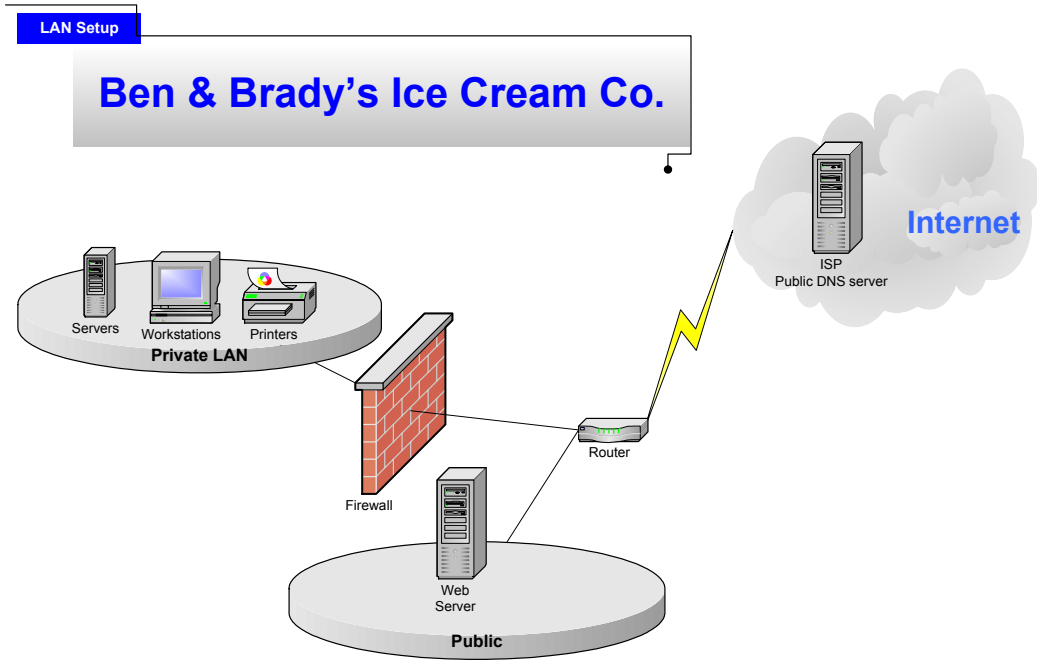 LAN Setup
Ben & Brady’s Ice Cream Co.
Internet
ISP
Public DNS server
Servers
Workstations
Printers
Private LAN
Router
Firewall
Web
Server
Public